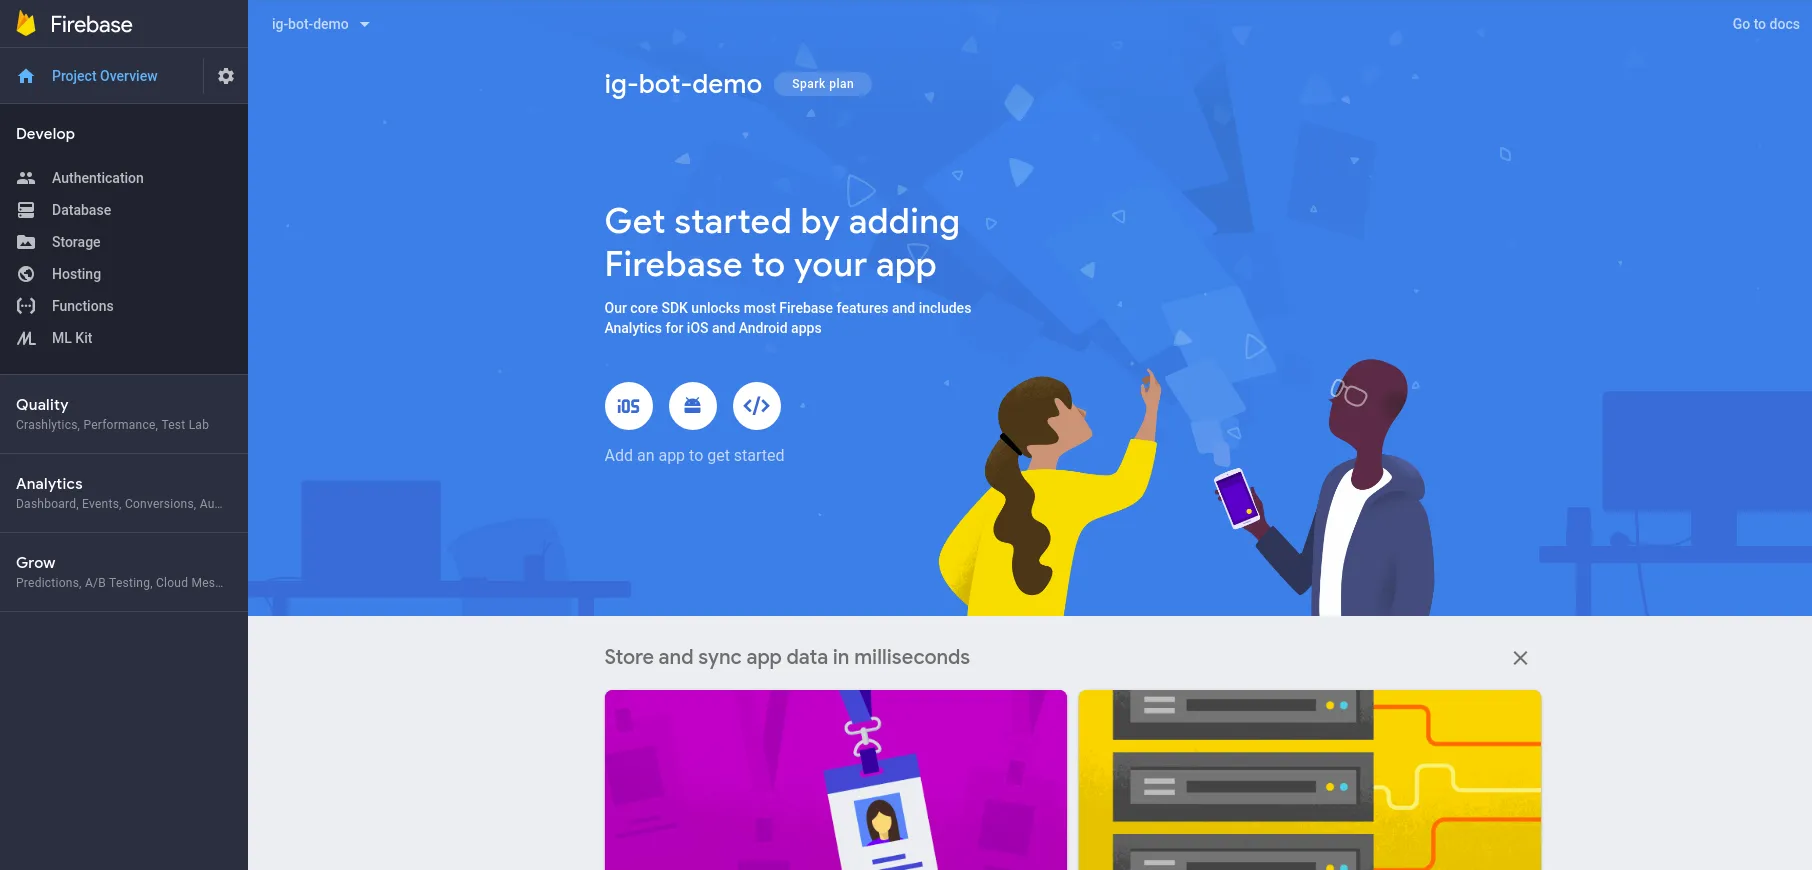 Firebase
Project Overview
Develop
Authentication
Database
Storage
Hosting
Functions
ML Kit
Quality
Crashlytics, Performance, Test Lab
Analytics
Dashboard, Events, Conversions, Au...
Grow
Predictions, A/B Testing, Cloud Mes...
ig-bot-demo
Go to docs
ig-bot-demo
Spark plan
Get started by adding
Firebase to your app
Our core SDK unlocks most Firebase features and includes
Analytics for iOS and Android apps
iOS
</>
Add an app to get started
Store and sync app data in milliseconds